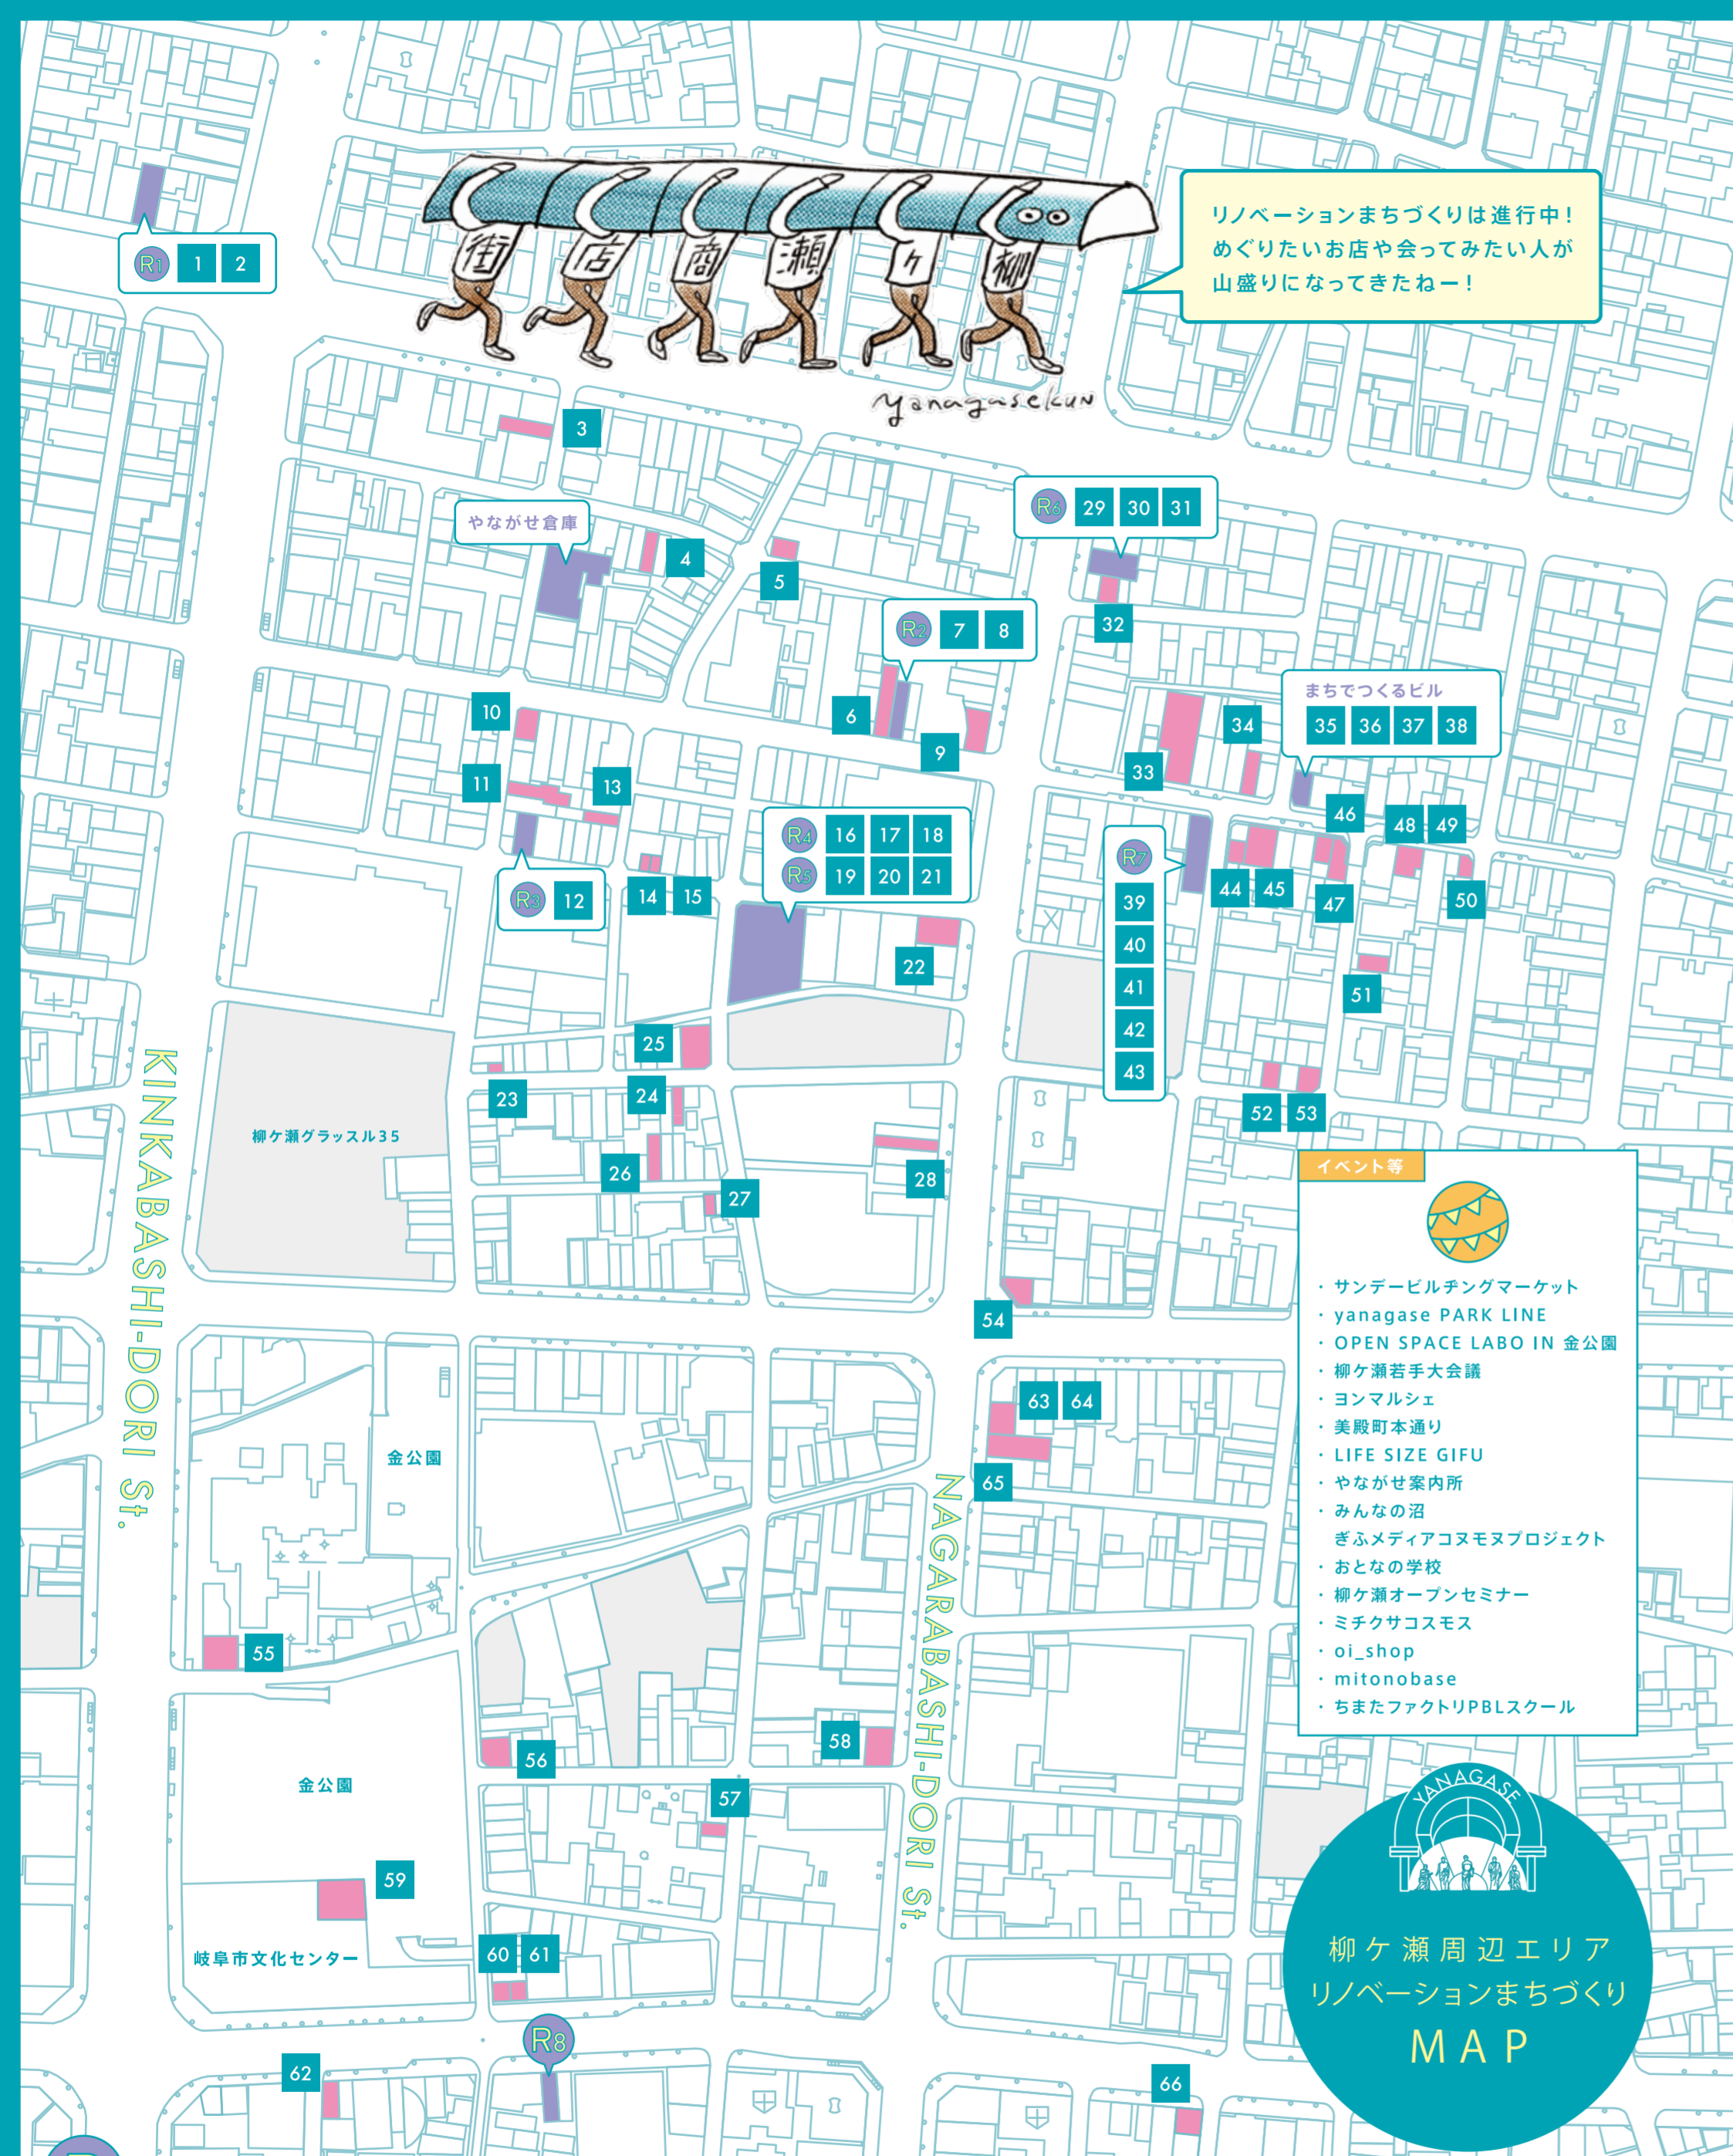 街 店 商 瀬 ケ 柳
yanagasekun
リノベーションまちづくりは進行中!
めぐりたいお店や会ってみたい人が
山盛りになってきたねー!
R1 1 2
3
やながせ倉庫
4
5
R6 29 30 31
32
R2 7 8
6
9
10
11
13
R3 12
14 15
R4 16 17 18
R5 19 20 21
22
33
34
まちでつくるビル
35 36 37 38
R7
39
40
41
42
43
44 45
46
47
48 49
50
51
52 53
25
23
24
26
27
28
柳ケ瀬グラッスル35
KINKABASHI-DORI St.
54
63 64
65
NAGARABASHI-DORI St.
金公園
55
56
58
57
金公園
59
岐阜市文化センター
60 61
R8
62
66
イベント等
・サンデービルヂングマーケット
・yanagase PARK LINE
・OPEN SPACE LABO IN 金公園
・柳ケ瀬若手大会議
・ヨンマルシェ
・美殿町本通り
・LIFE SIZE GIFU
・やながせ案内所
・みんなの沼
ぎふメディアコヌモヌプロジェクト
・おとなの学校
・柳ケ瀬オープンセミナー
・ミチクサコスモス
・oi_shop
・mitonobase
・ちまたファクトリPBLスクール
YANAGASE
柳ケ瀬周辺エリア
リノベーションまちづくり
MAP